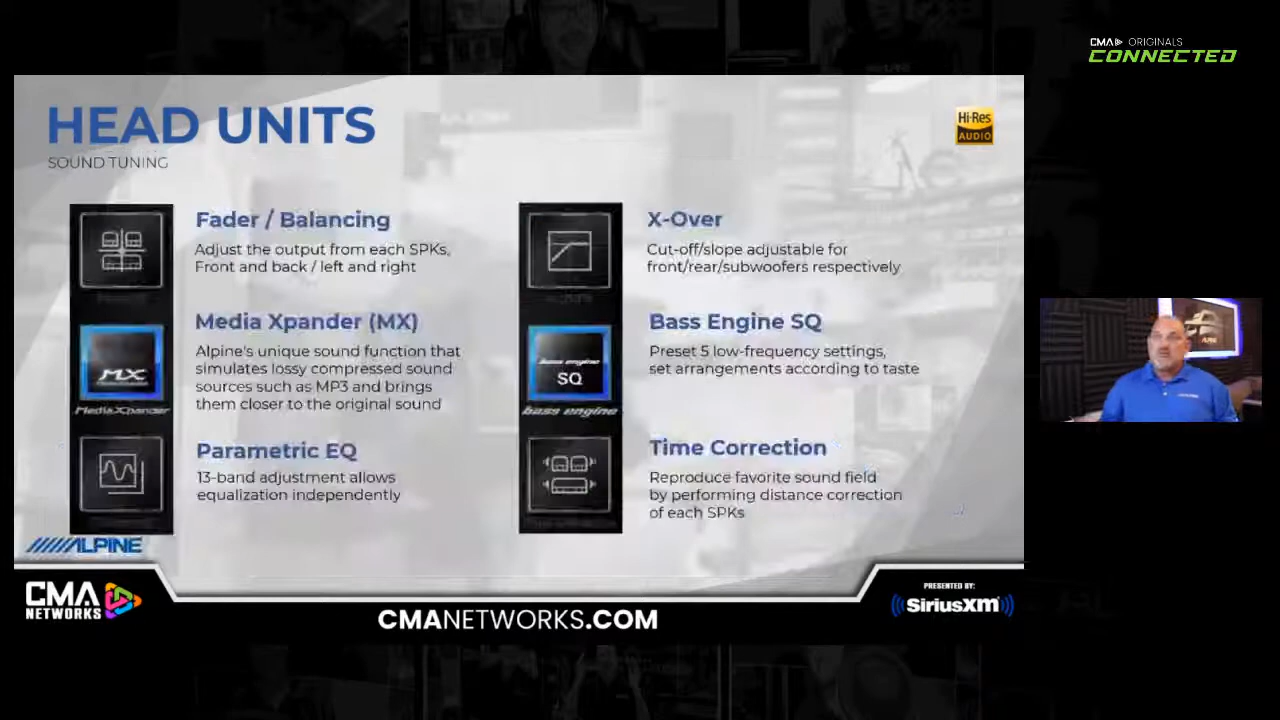 CMA ORIGINALS
CONNECTED
HEAD UNITS
SOUND TUNING
Hi-Res
AUDIO
Fader / Balancing
Adjust the output from each SPKs,
Front and back / left and right
Media Xpander (MX)
Alpine's unique sound function that
simulates lossy compressed sound
sources such as MP3 and brings
them closer to the original sound
MX
MediaXpander
Parametric EQ
13-band adjustment allows
equalization independently
X-Over
Cut-off/slope adjustable for
front/rear/subwoofers respectively
Bass Engine SQ
Preset 5 low-frequency settings,
set arrangements according to taste
bass engine
SQ
bass engine
Time Correction
Reproduce favorite sound field
by performing distance correction
of each SPKs
ALPINE
CMA
NETWORKS
CMANETWORKS.COM
PRESENTED BY:
SiriusXM